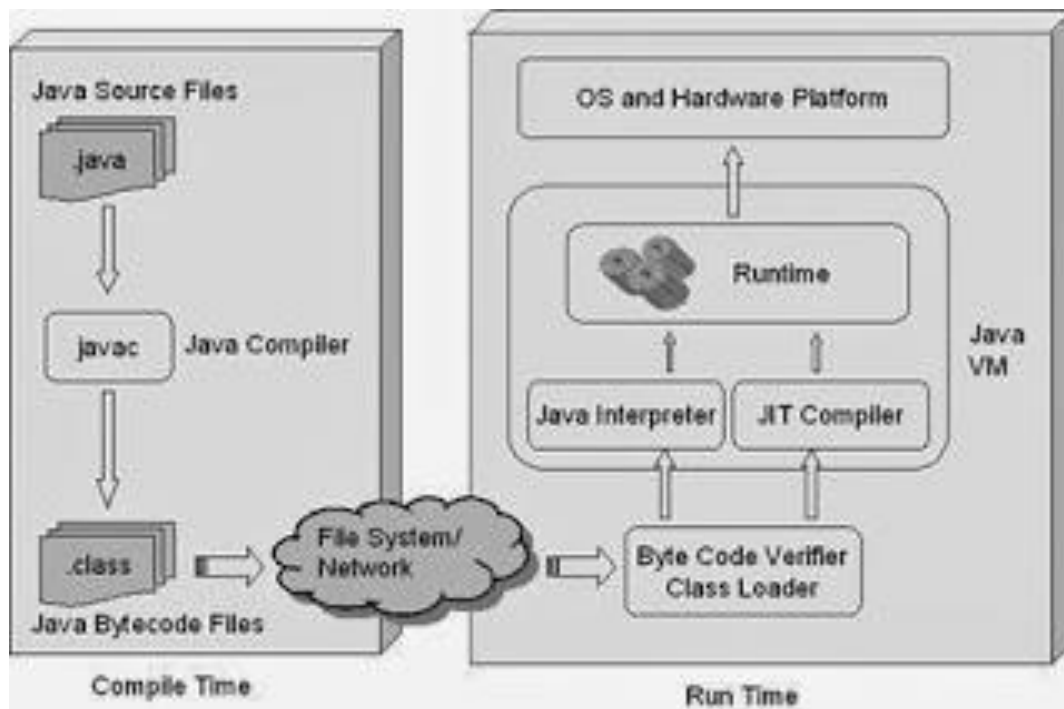 Java Source Files
.java
javac
Java Compiler
.class
Java Bytecode Files
Compile Time
File System/
Network
OS and Hardware Platform
Runtime
Java
VM
Java Interpreter
JIT Compiler
Byte Code Verifier
Class Loader
Run Time